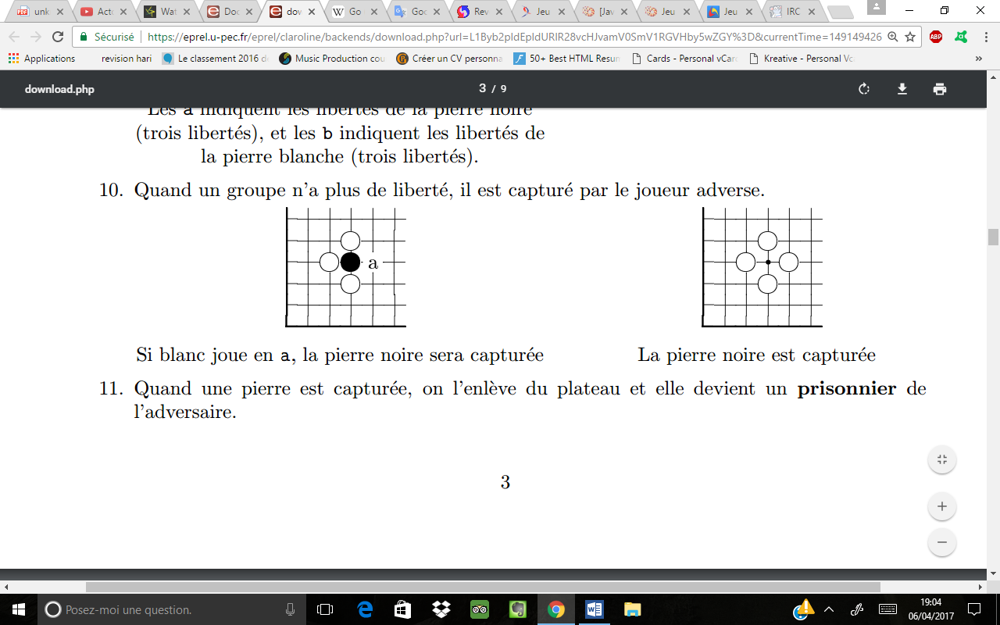 unk
Act
Wat
Doc
dov
Go
Goo
Rev
Jeu
[Jav
Jeu
Jeu
IRC
Sécurisé
https://eprel.u-pec.fr/eprel/claroline/backends/download.php?url=L1Byb2pldEpldURIR28vcHJvamV0SmV1RGVHby5wZGY%3D&currentTime=149149426
ABP
Applications
revision hari
Le classement 2016 d
Music Production cou
Créer un CV personna
50+ Best HTML Resun
Cards - Personal vCar
Kreative - Personal Vc
»
download.php
3 / 9
Les a indiquent les libertés de la pierre noire
(trois libertés), et les b indiquent les libertés de
la pierre blanche (trois libertés).
10. Quand un groupe n'a plus de liberté, il est capturé par le joueur adverse.
a
Si blanc joue en a, la pierre noire sera capturée
La pierre noire est capturée
11. Quand une pierre est capturée, on l'enlève du plateau et elle devient un prisonnier de
l'adversaire.
3
Posez-moi une question.
19:04
06/04/2017